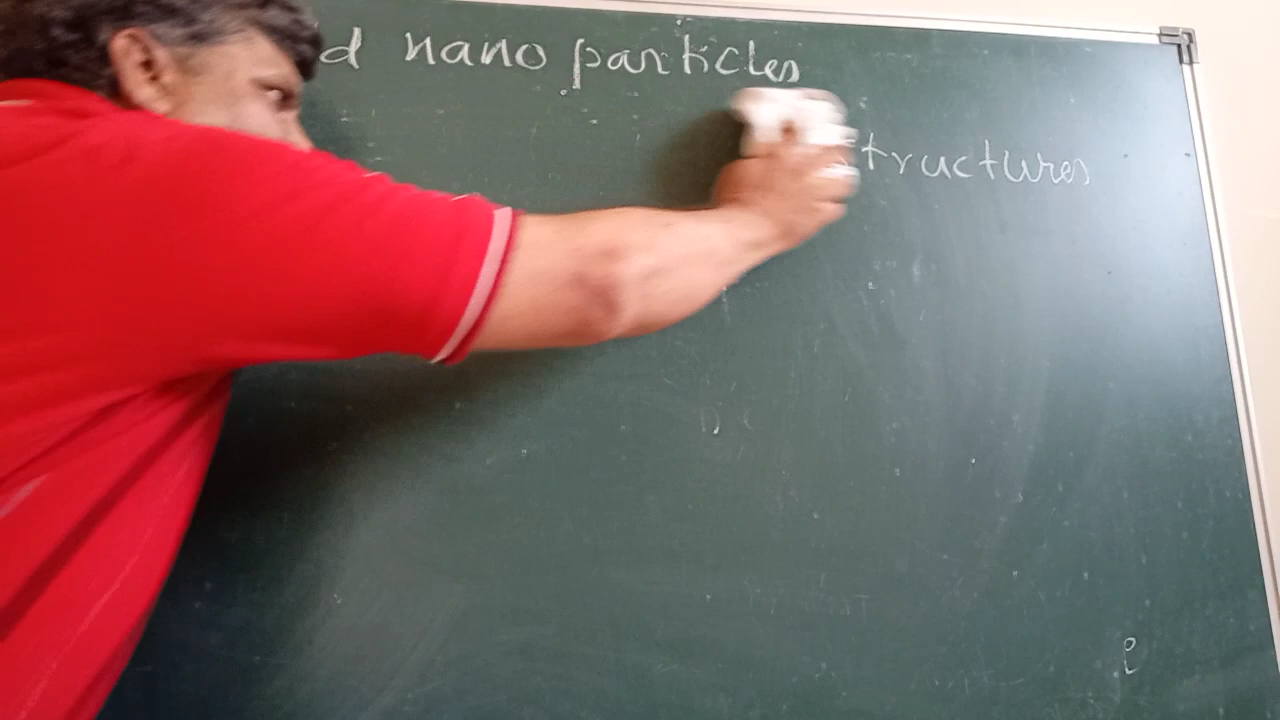 d nano particles
tructures
e